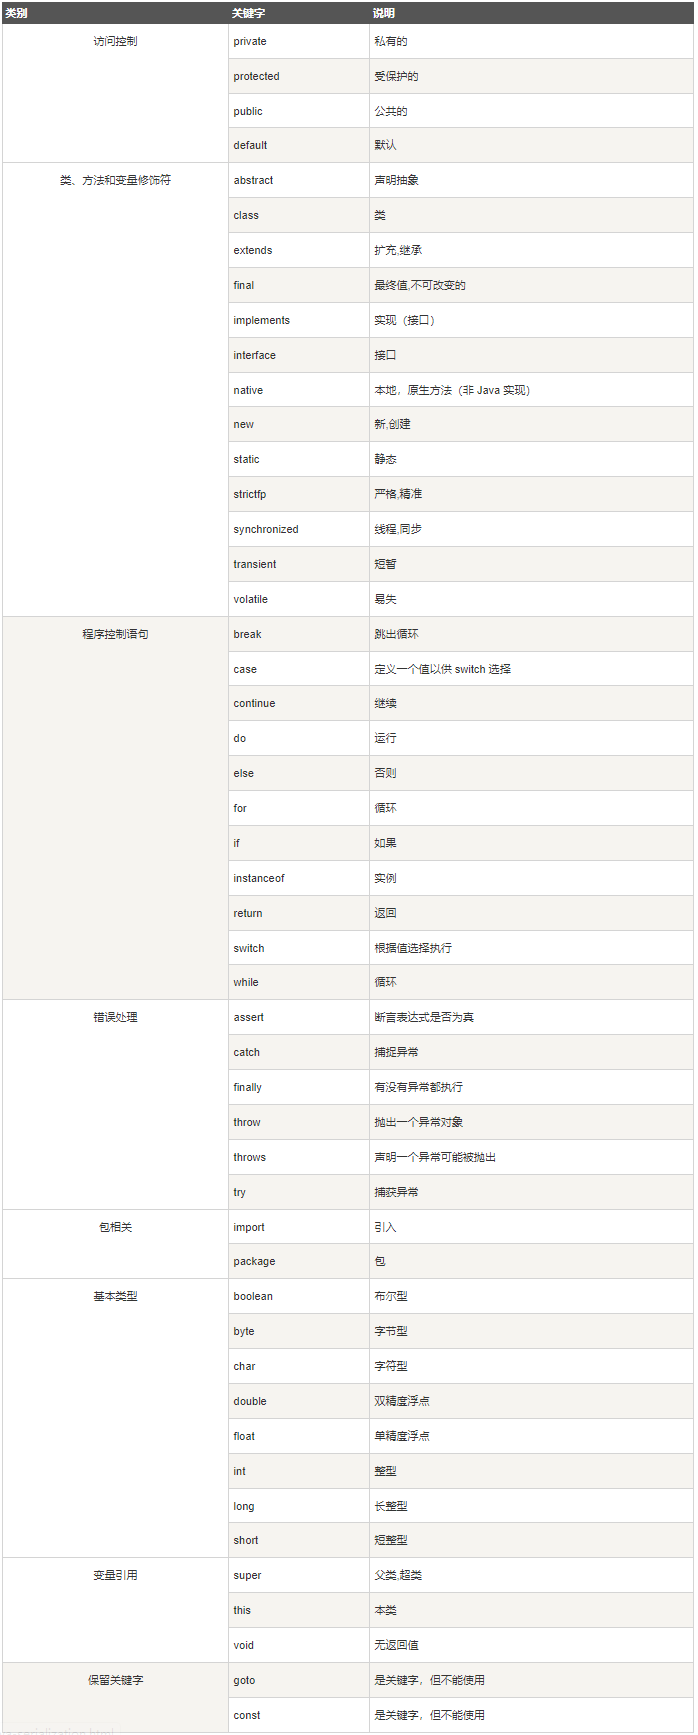 类别 关键字 说明
访问控制 private 私有的
protected 受保护的
public 公共的
default 默认
类、方法和变量修饰符 abstract 声明抽象
class 类
extends 扩充,继承
final 最终值,不可改变的
implements 实现（接口）
interface 接口
native 本地，原生方法（非 Java 实现）
new 新,创建
static 静态
strictfp 严格,精准
synchronized 线程,同步
transient 短暂
volatile 易失
程序控制语句 break 跳出循环
case 定义一个值以供 switch 选择
continue 继续
do 运行
else 否则
for 循环
if 如果
instanceof 实例
return 返回
switch 根据值选择执行
while 循环
错误处理 assert 断言表达式是否为真
catch 捕捉异常
finally 有没有异常都执行
throw 抛出一个异常对象
throws 声明一个异常可能被抛出
try 捕获异常
包相关 import 引入
package 包
基本类型 boolean 布尔型
byte 字节型
char 字符型
double 双精度浮点
float 单精度浮点
int 整型
long 长整型
short 短整型
变量引用 super 父类,超类
this 本类
void 无返回值
保留关键字 goto 是关键字，但不能使用
const 是关键字，但不能使用